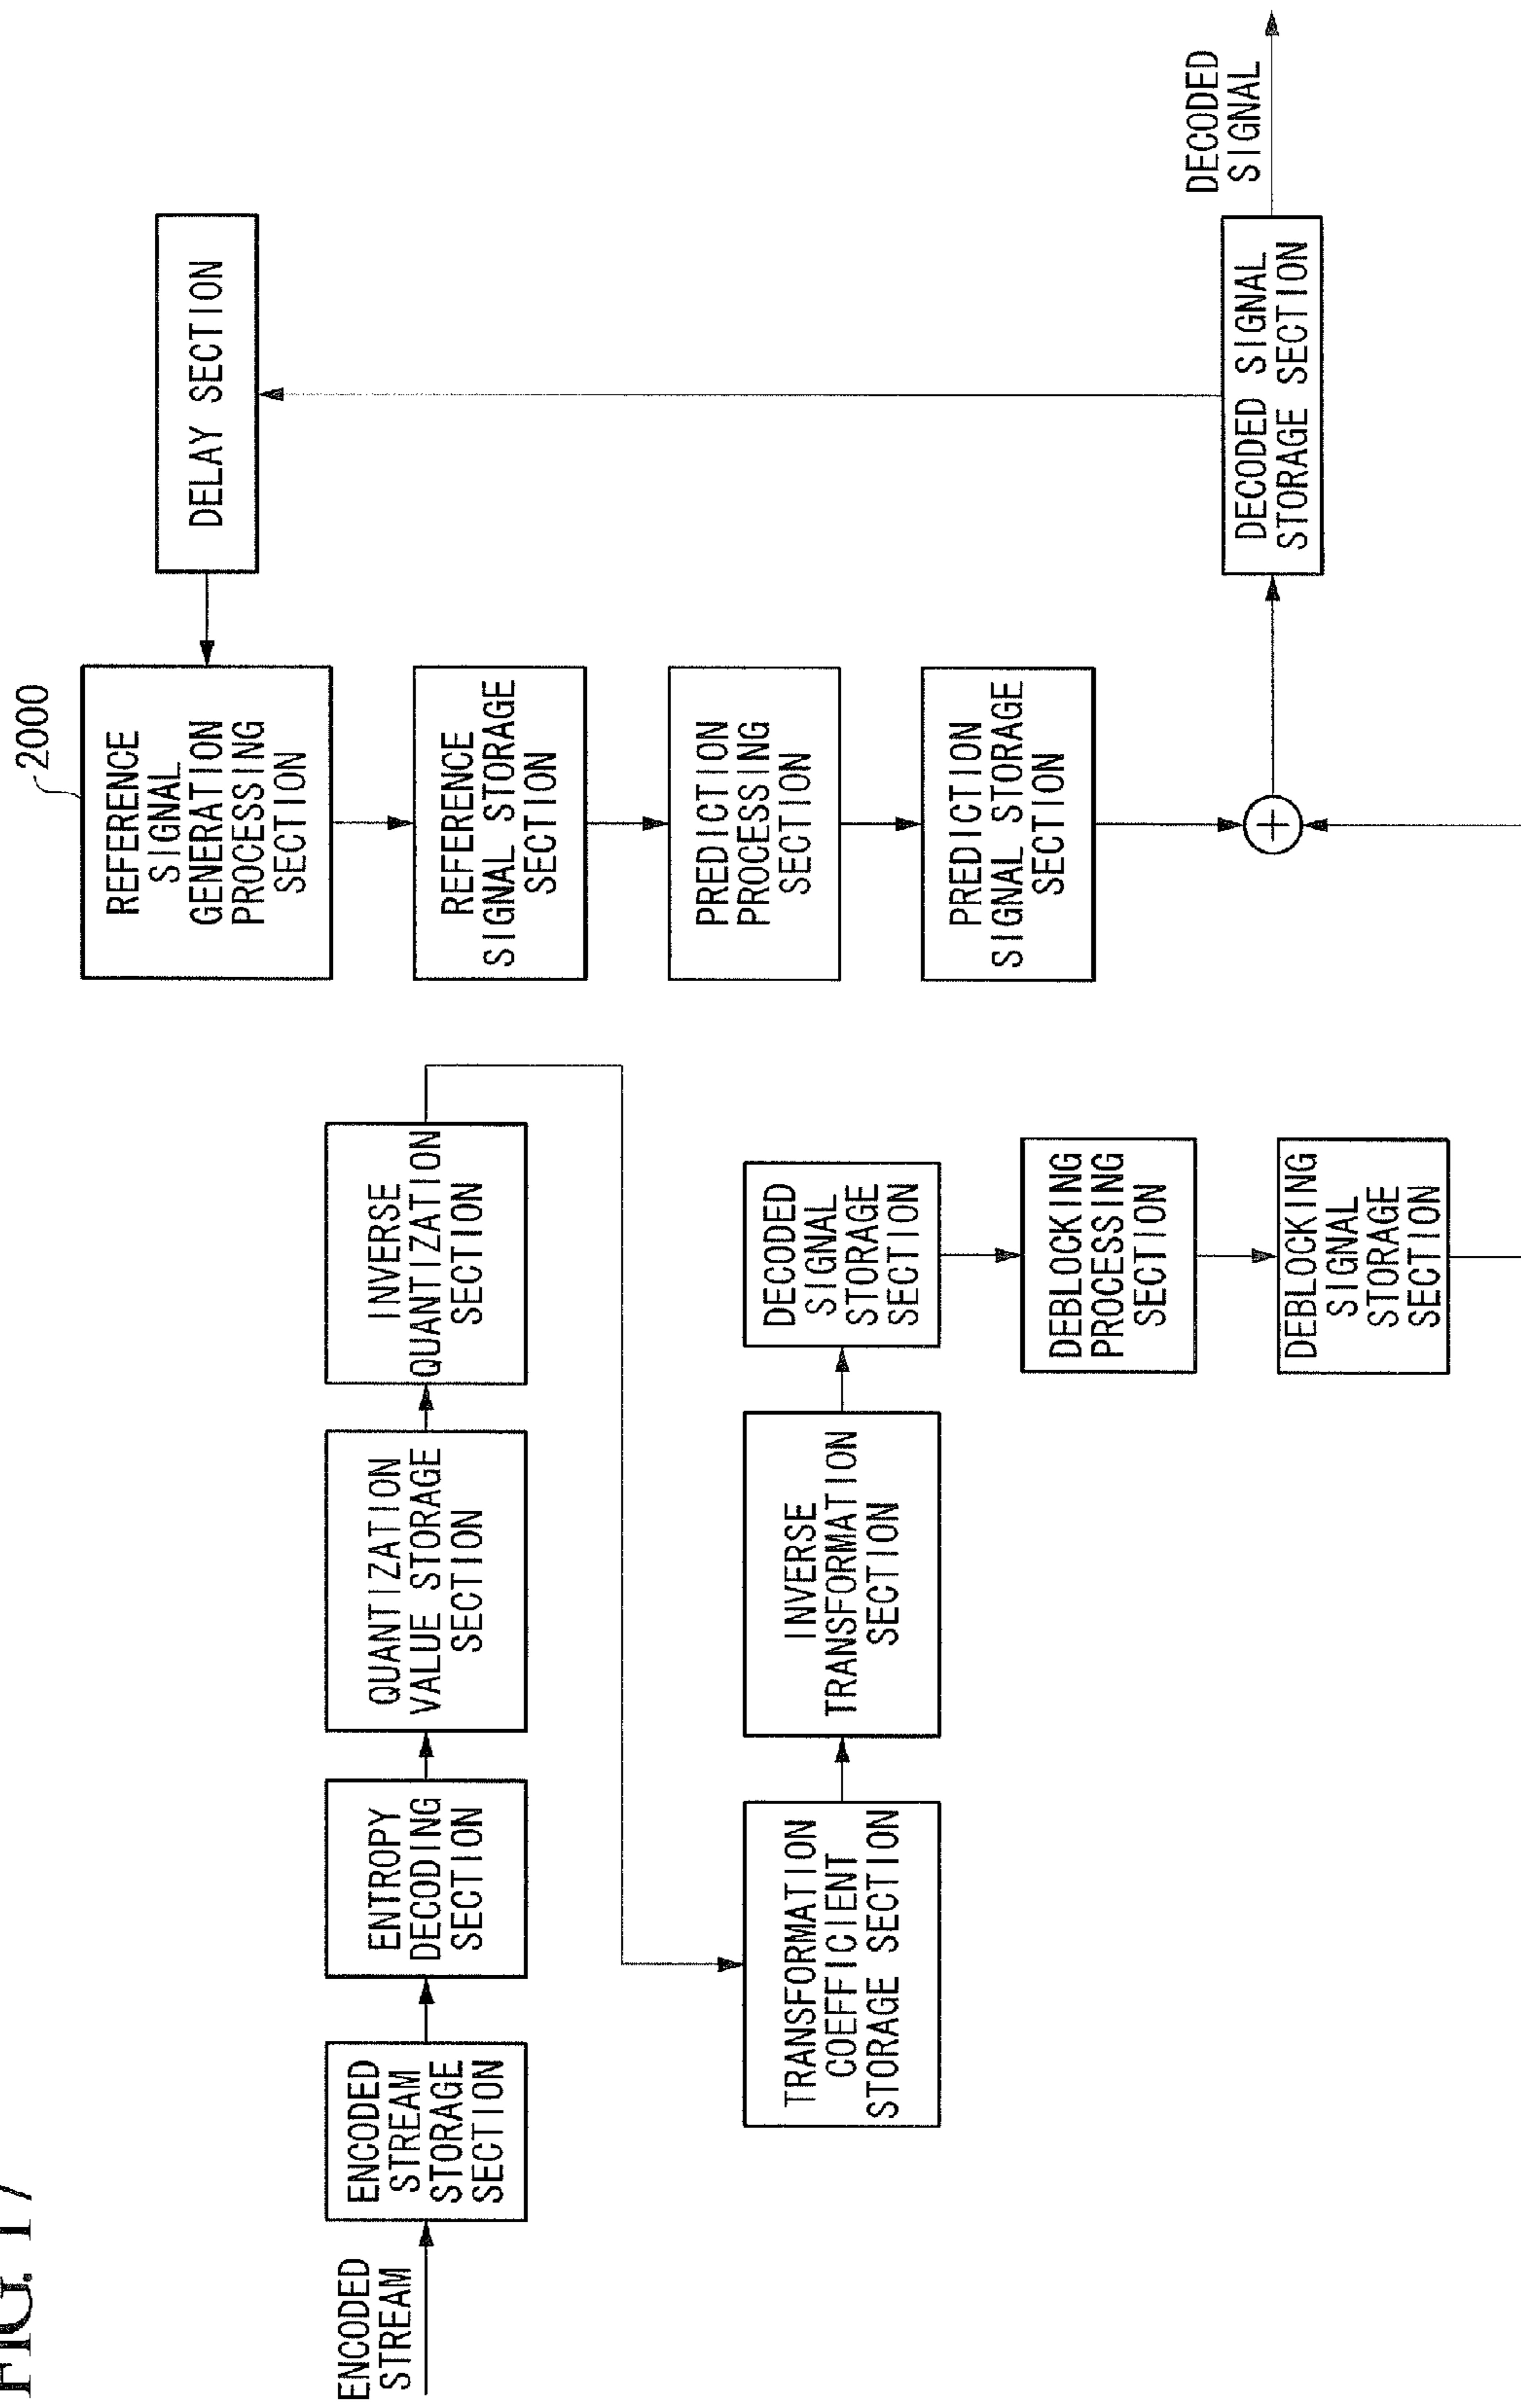 FIG. 17
2000
REFERENCE
SIGNAL
GENERATION
PROCESSING
SECTION
DELAY SECTION
REFERENCE
SIGNAL STORAGE
SECTION
PREDICTION
PROCESSING
SECTION
PREDICTION
SIGNAL STORAGE
SECTION
+
DECODED SIGNAL
STORAGE SECTION
DECODED
SIGNAL
ENCODED
STREAM
ENCODED
STREAM
STORAGE
SECTION
ENTROPY
DECODING
SECTION
QUANTIZATION
VALUE STORAGE
SECTION
INVERSE
QUANTIZATION
SECTION
TRANSFORMATION
COEFFICIENT
STORAGE SECTION
INVERSE
TRANSFORMATION
SECTION
DECODED
SIGNAL
STORAGE
SECTION
DEBLOCKING
PROCESSING
SECTION
DEBLOCKING
SIGNAL
STORAGE
SECTION